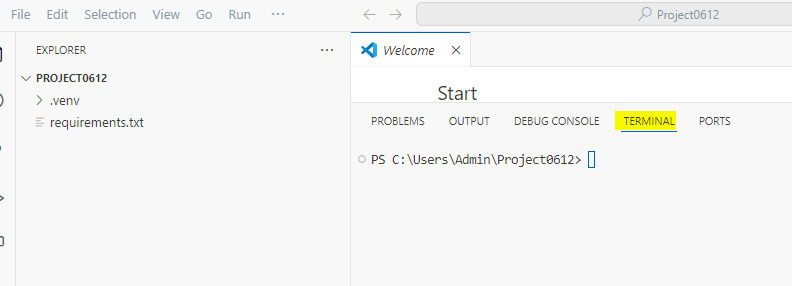 File Edit Selection View Go Run ··· Project0612
EXPLORER ···
Welcome
PROJECT0612
.venv
requirements.txt
Start
PROBLEMS OUTPUT DEBUG CONSOLE TERMINAL PORTS
PS C:\Users\Admin\Project0612>